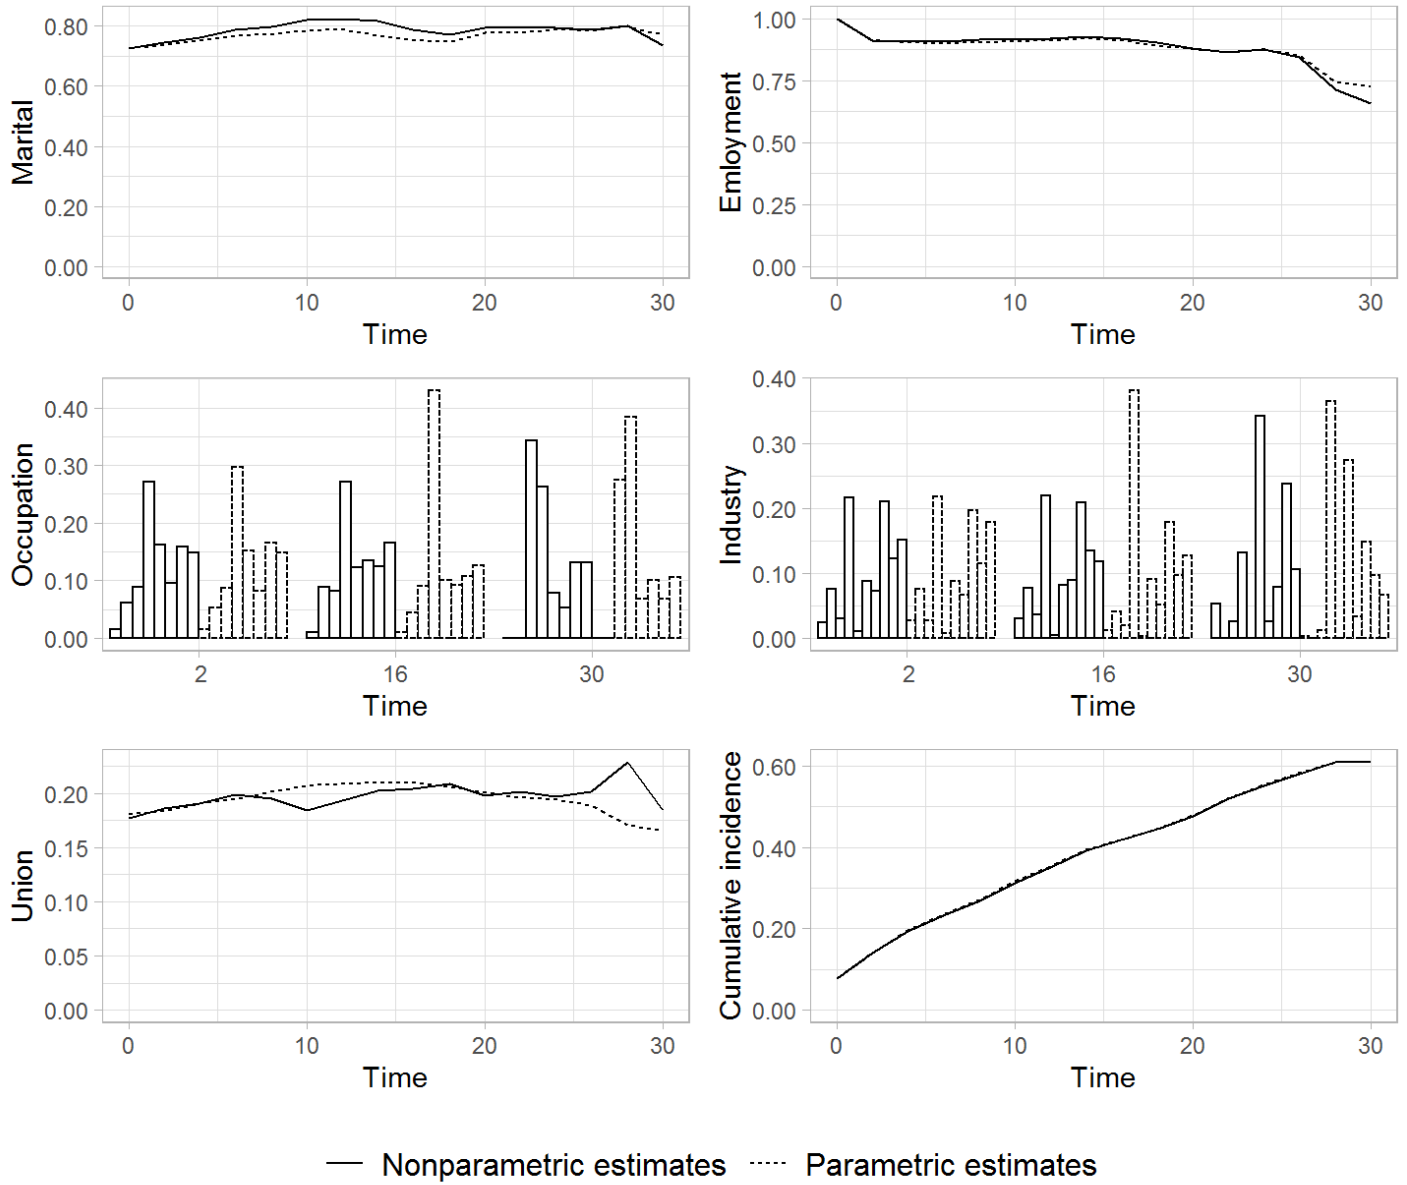 Marital
0.80
0.60
0.40
0.20
0.00
0 10 20 30
Time
Emloyment
1.00
0.75
0.50
0.25
0.00
0 10 20 30
Time
Occupation
0.40
0.30
0.20
0.10
0.00
2 16 30
Time
Industry
0.40
0.30
0.20
0.10
0.00
2 16 30
Time
Union
0.20
0.15
0.10
0.05
0.00
0 10 20 30
Time
Cumulative incidence
0.60
0.40
0.20
0.00
0 10 20 30
Time
Nonparametric estimates Parametric estimates